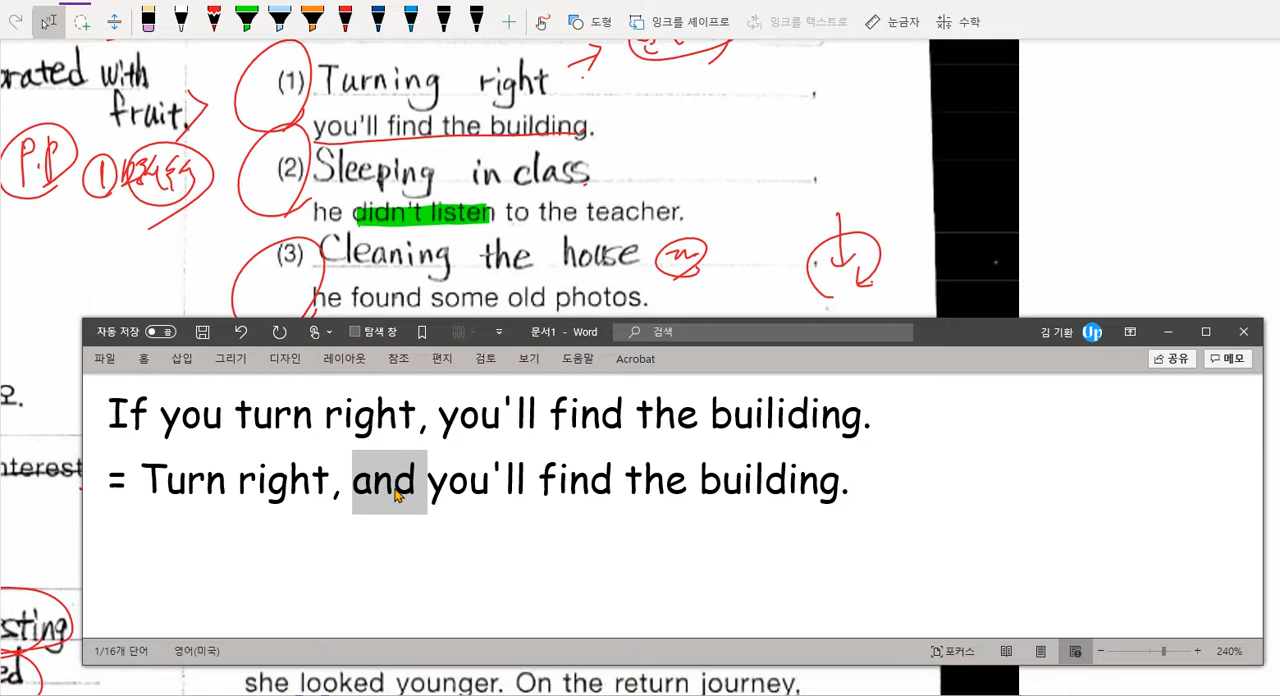 도형 잉크를 셰이프로 잉크를 텍스트로 눈금자 수학
orated with
fruit.
P.P ①
(1) Turning right ,
you'll find the building.
(2) Sleeping in class ,
he didn't listen to the teacher.
(3) Cleaning the house ,
he found some old photos.
오.
nterest
sting
ed
자동 저장 끔 탐색 창 문서1 - Word 검색 김 기환 Up
파일 홈 삽입 그리기 디자인 레이아웃 참조 편지 검토 보기 도움말 Acrobat 공유 메모
If you turn right, you'll find the builiding.
= Turn right, and you'll find the building.
1/16개 단어 영어(미국) 포커스 240%
she looked younger. On the return journey,